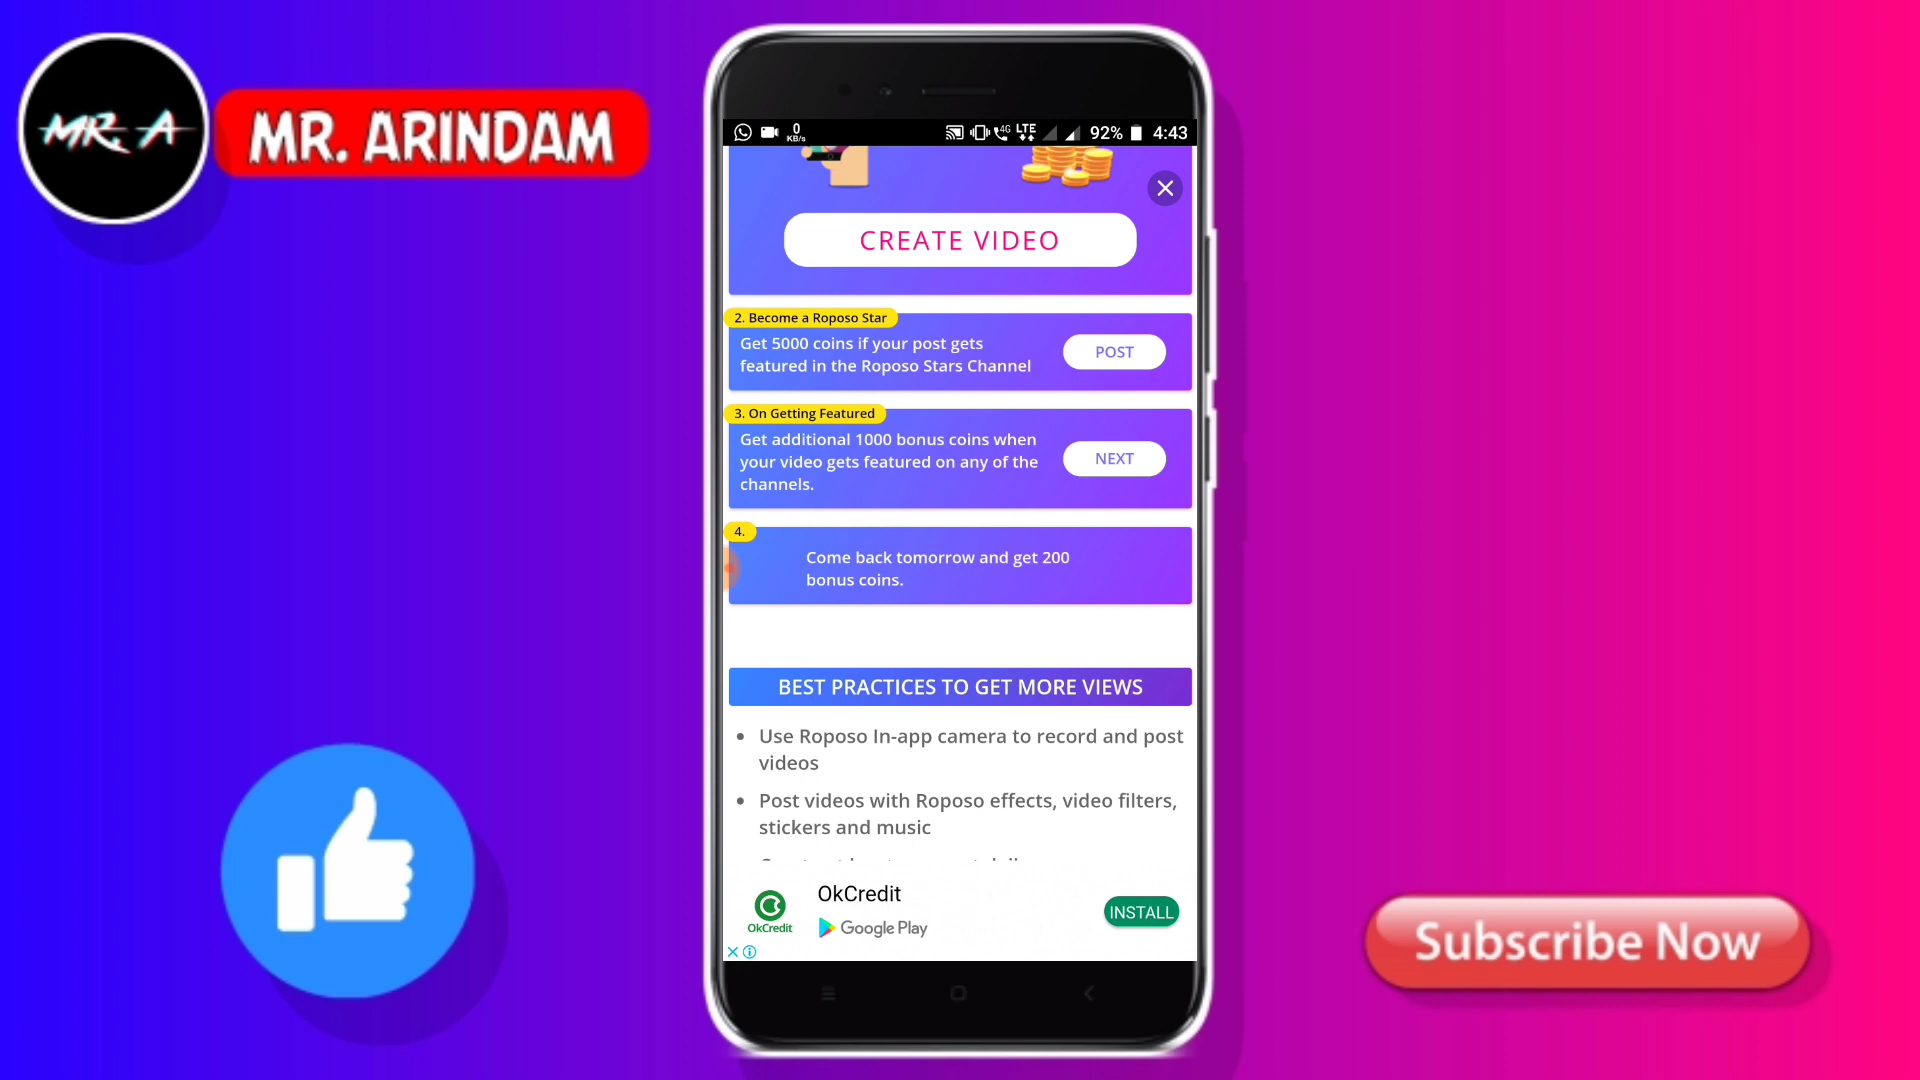 MR. A
MR. ARINDAM
0
KB/s
4G
LTE
92%
4:43
CREATE VIDEO
2. Become a Roposo Star
Get 5000 coins if your post gets
featured in the Roposo Stars Channel
POST
3. On Getting Featured
Get additional 1000 bonus coins when
your video gets featured on any of the
channels.
NEXT
4.
Come back tomorrow and get 200
bonus coins.
BEST PRACTICES TO GET MORE VIEWS
• Use Roposo In-app camera to record and post
videos
• Post videos with Roposo effects, video filters,
stickers and music
OkCredit
OkCredit
Google Play
INSTALL
Subscribe Now